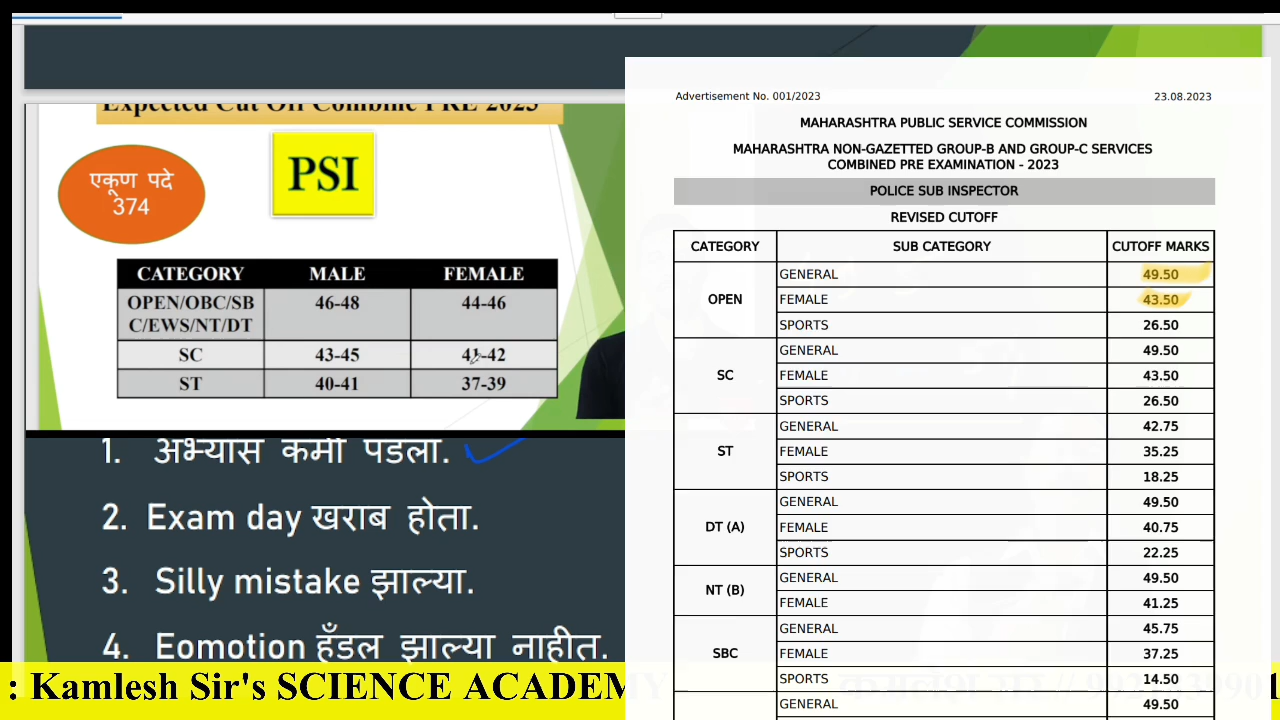 Expected Cut Off Combine PRE 2023
एकूण पदे
374
PSI
CATEGORY MALE FEMALE
OPEN/OBC/SB
C/EWS/NT/DT 46-48 44-46
SC 43-45 41-42
ST 40-41 37-39
1. अभ्यास कमी पडला.
2. Exam day खराब होता.
3. Silly mistake झाल्या.
4. Eomotion हँडल झाल्या नाहीत.
: Kamlesh Sir's SCIENCE ACADEMY
Advertisement No. 001/2023 23.08.2023
MAHARASHTRA PUBLIC SERVICE COMMISSION
MAHARASHTRA NON-GAZETTED GROUP-B AND GROUP-C SERVICES
COMBINED PRE EXAMINATION - 2023
POLICE SUB INSPECTOR
REVISED CUTOFF
CATEGORY SUB CATEGORY CUTOFF MARKS
OPEN GENERAL 49.50
FEMALE 43.50
SPORTS 26.50
SC GENERAL 49.50
FEMALE 43.50
SPORTS 26.50
ST GENERAL 42.75
FEMALE 35.25
SPORTS 18.25
DT (A) GENERAL 49.50
FEMALE 40.75
SPORTS 22.25
NT (B) GENERAL 49.50
FEMALE 41.25
SBC GENERAL 45.75
FEMALE 37.25
SPORTS 14.50
GENERAL 49.50